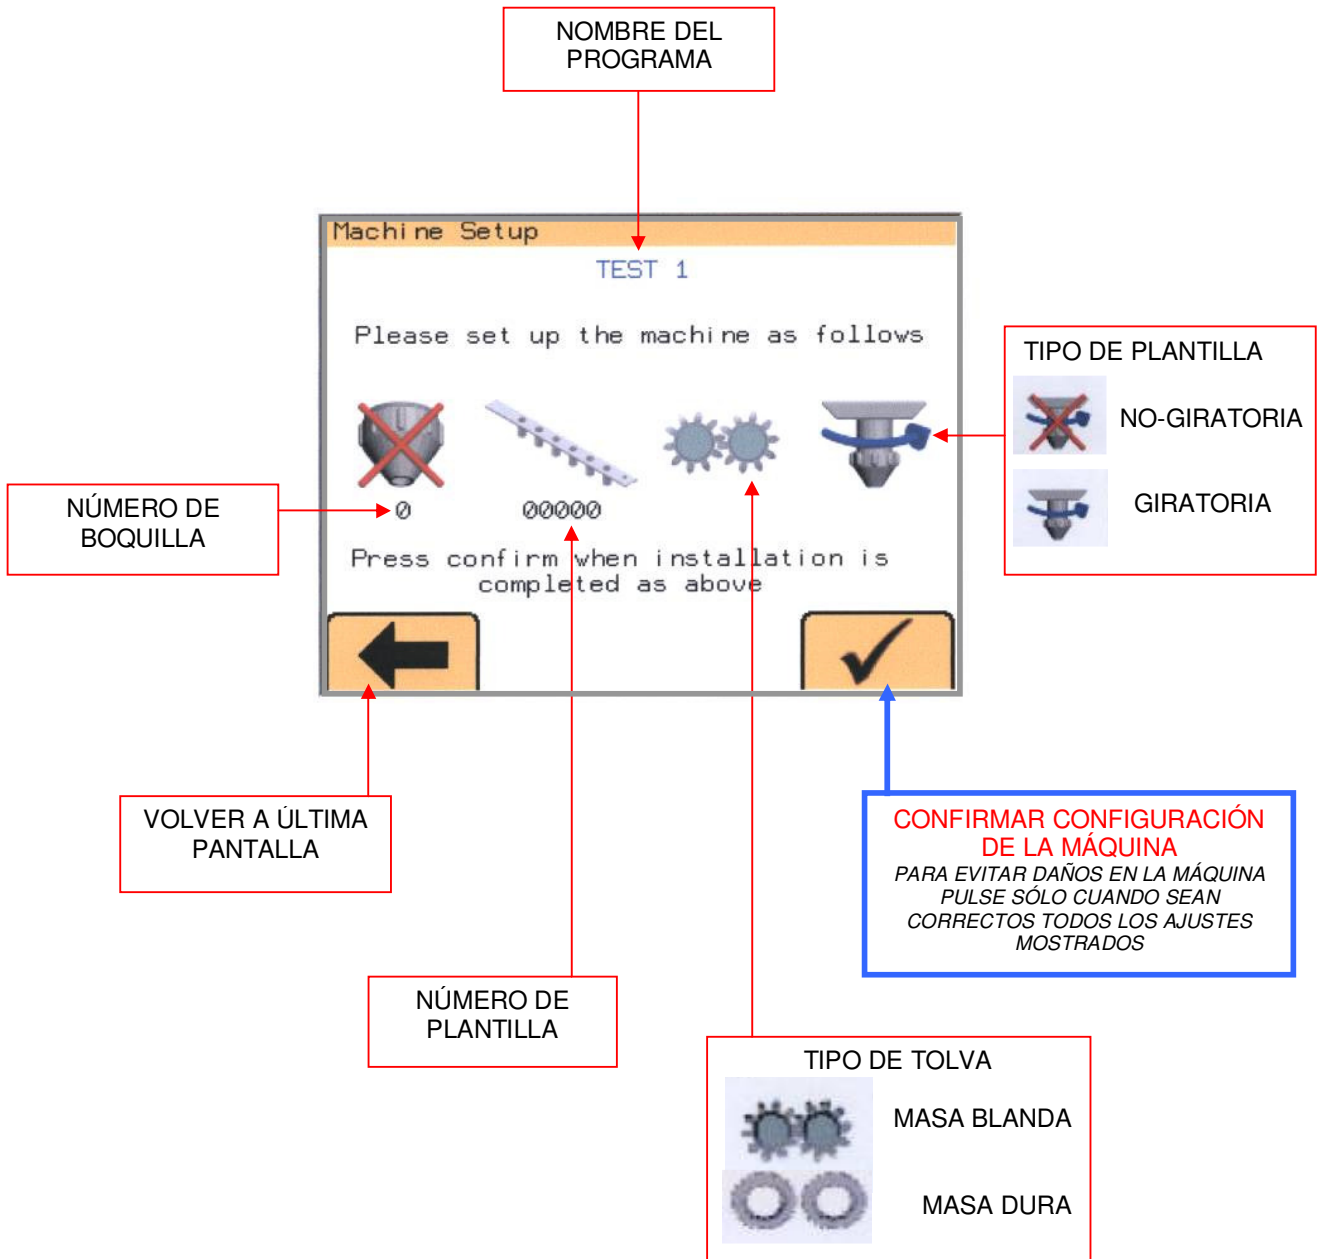 NOMBRE DEL
PROGRAMA
Machine Setup
TEST 1
Please set up the machine as follows
TIPO DE PLANTILLA
NO-GIRATORIA
GIRATORIA
NÚMERO DE
BOQUILLA
0
00000
Press confirm when installation is
completed as above
VOLVER A ÚLTIMA
PANTALLA
CONFIRMAR CONFIGURACIÓN
DE LA MÁQUINA
PARA EVITAR DAÑOS EN LA MÁQUINA
PULSE SÓLO CUANDO SEAN
CORRECTOS TODOS LOS AJUSTES
MOSTRADOS
NÚMERO DE
PLANTILLA
TIPO DE TOLVA
MASA BLANDA
MASA DURA